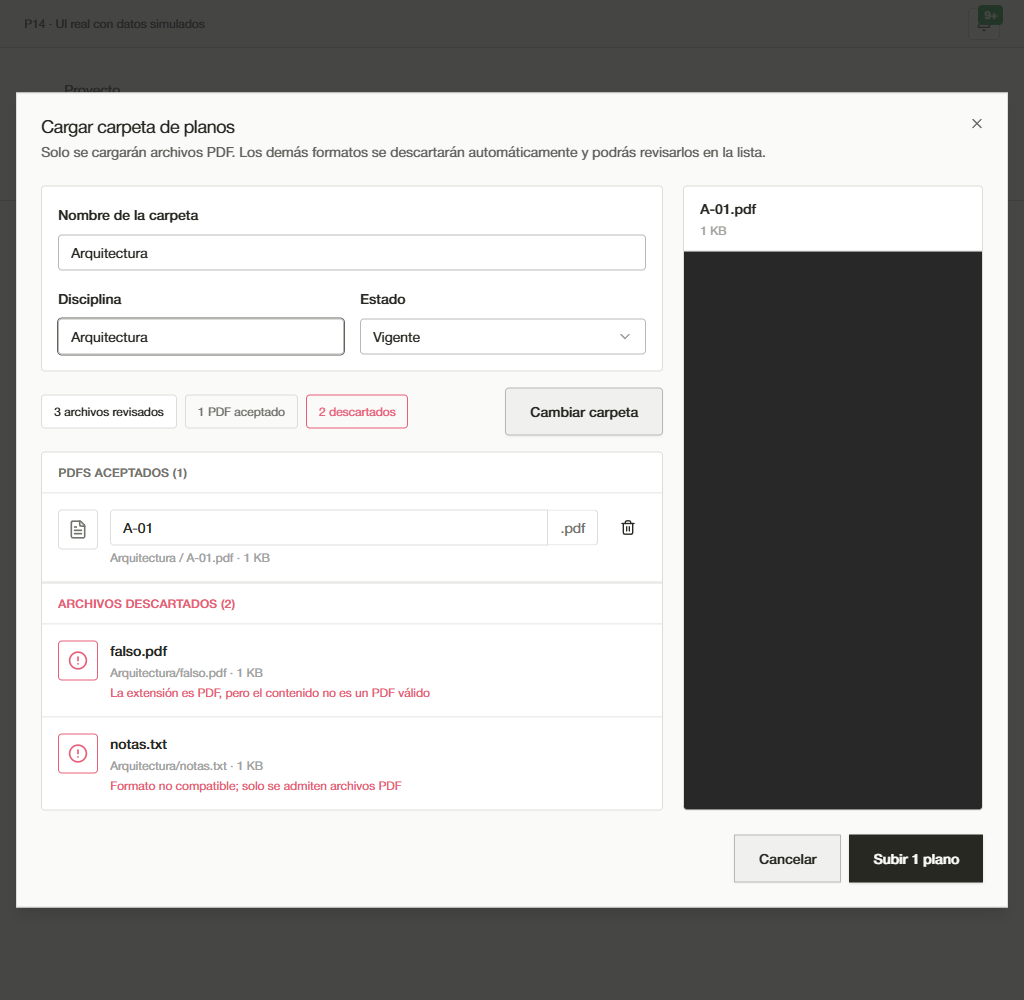 P14 - UI real con datos simulados
9+
Proyecto
Cargar carpeta de planos
Solo se cargarán archivos PDF. Los demás formatos se descartarán automáticamente y podrás revisarlos en la lista.
Nombre de la carpeta
Arquitectura
Disciplina
Estado
Arquitectura
Vigente
3 archivos revisados
1 PDF aceptado
2 descartados
Cambiar carpeta
PDFS ACEPTADOS (1)
A-01
.pdf
Arquitectura / A-01.pdf · 1 KB
ARCHIVOS DESCARTADOS (2)
falso.pdf
Arquitectura/falso.pdf · 1 KB
La extensión es PDF, pero el contenido no es un PDF válido
notas.txt
Arquitectura/notas.txt · 1 KB
Formato no compatible; solo se admiten archivos PDF
A-01.pdf
1 KB
Cancelar
Subir 1 plano